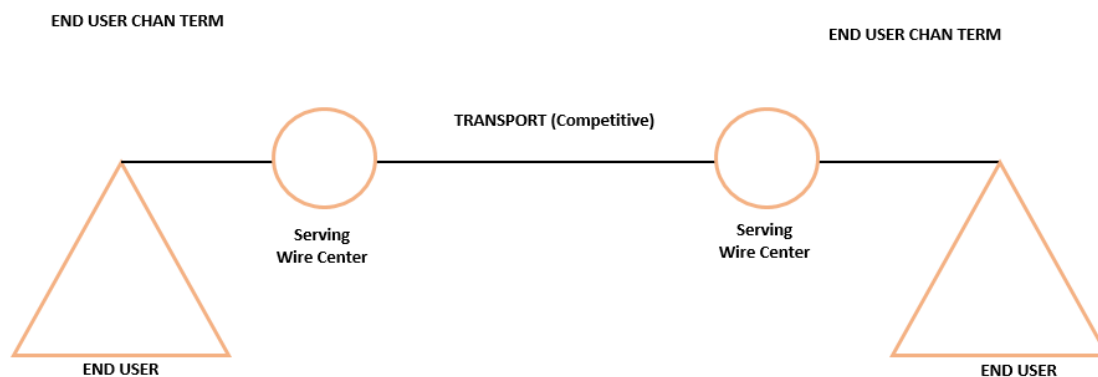 END USER CHAN TERM
END USER CHAN TERM
TRANSPORT (Competitive)
Serving
Wire Center
Serving
Wire Center
END USER
END USER